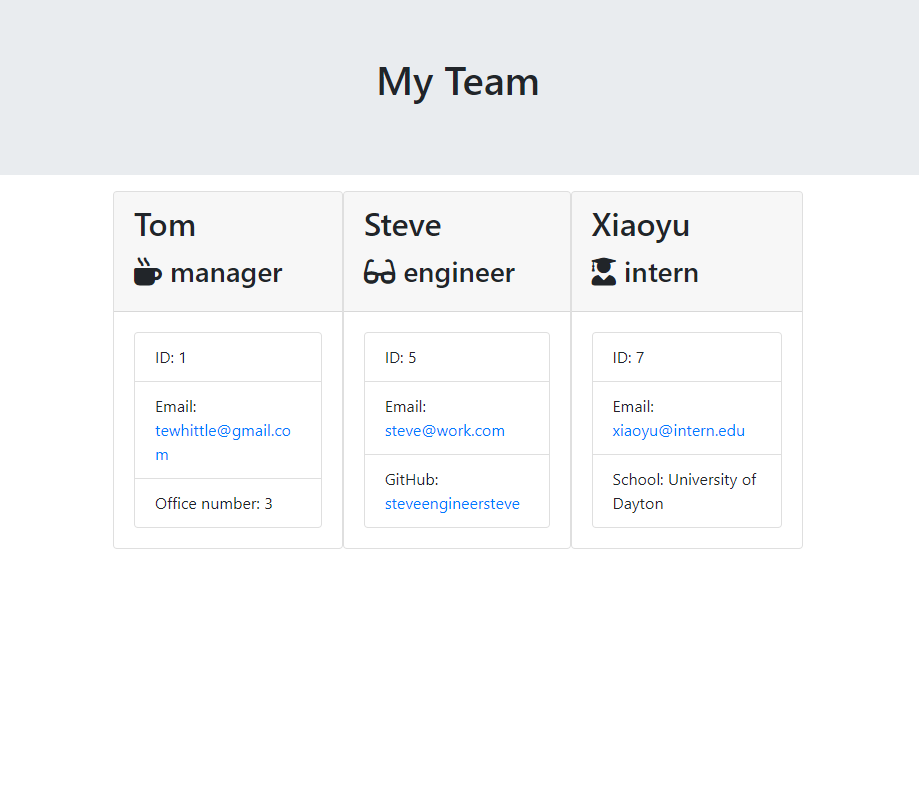 My Team
Tom
manager
ID: 1
Email:
tewhittle@gmail.co
m
Office number: 3
Steve
engineer
ID: 5
Email:
steve@work.com
GitHub:
steveengineersteve
Xiaoyu
intern
ID: 7
Email:
xiaoyu@intern.edu
School: University of
Dayton